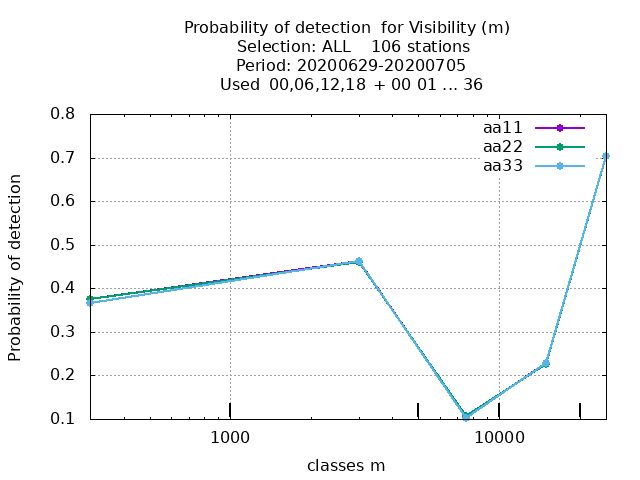 Probability of detection  for Visibility (m)
Selection: ALL    106 stations
Period: 20200629-20200705
Used  00,06,12,18  + 00 01 ... 36
aa11
aa22
aa33
0.8
0.7
0.6
0.5
0.4
0.3
0.2
0.1
Probability of detection
1000
10000
classes m